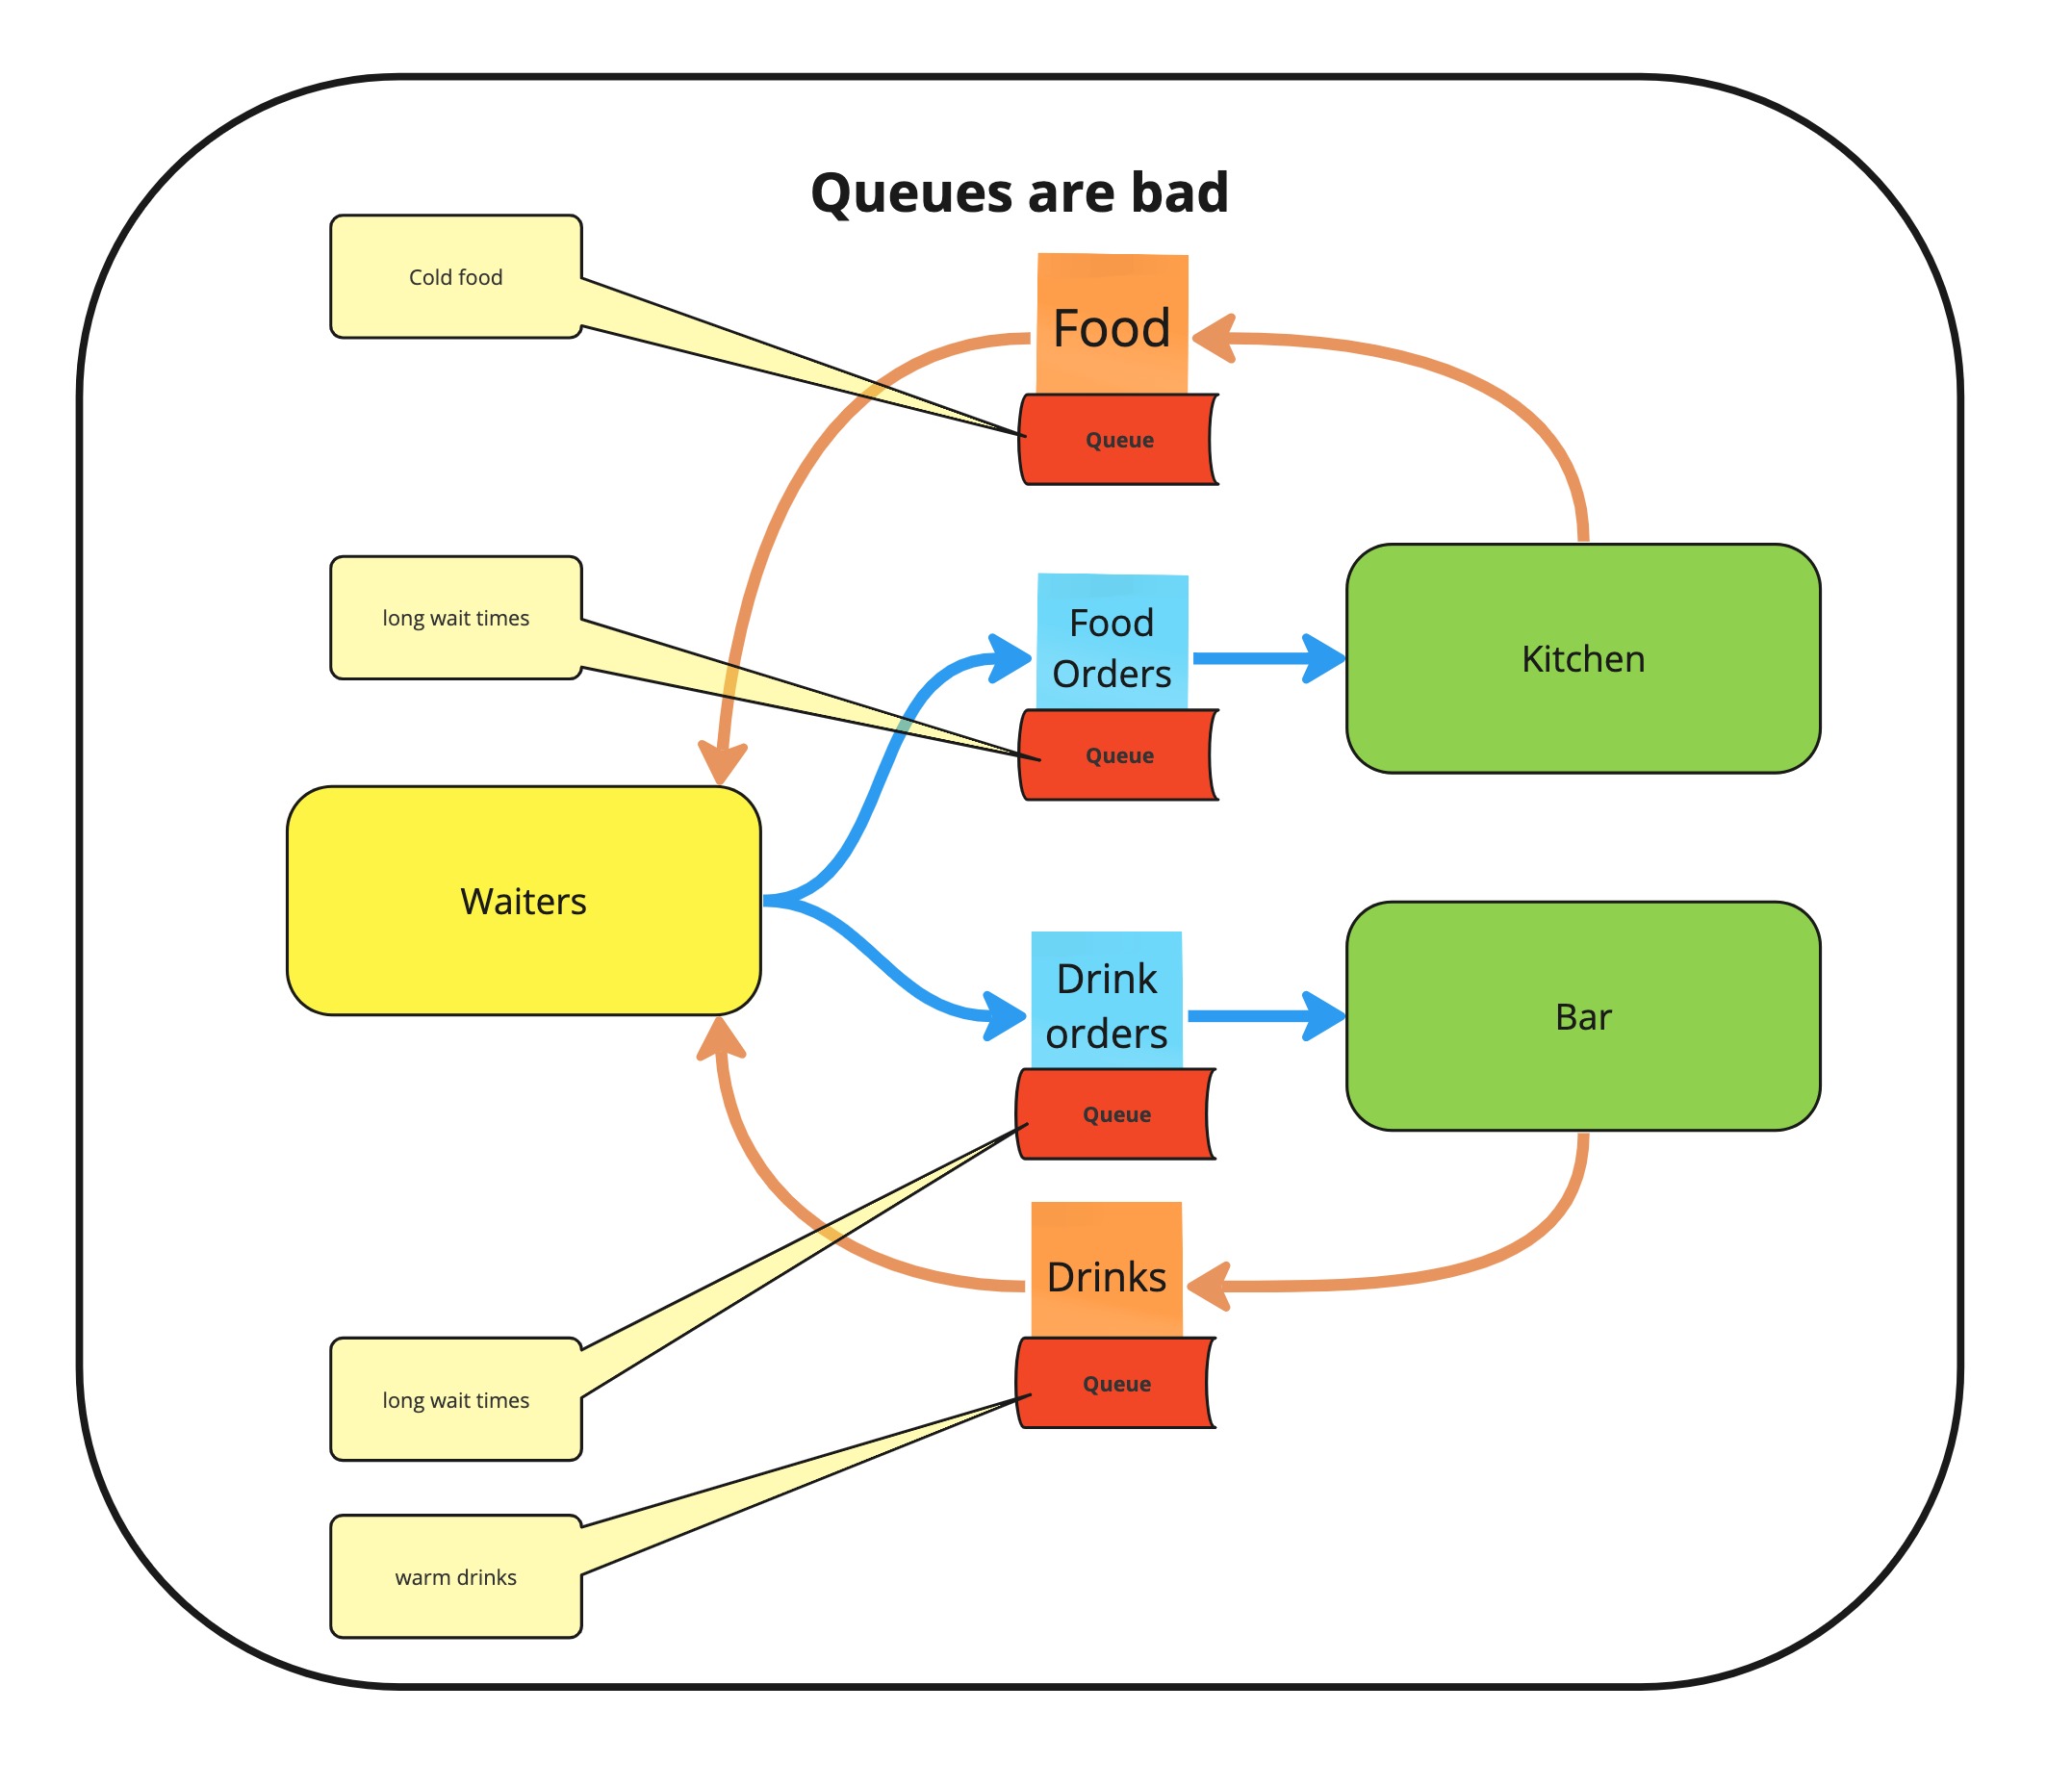 Queues are bad
Cold food
Food
Queue
long wait times
Food
Orders
Queue
Kitchen
Waiters
Drink
orders
Queue
Bar
Drinks
Queue
long wait times
warm drinks